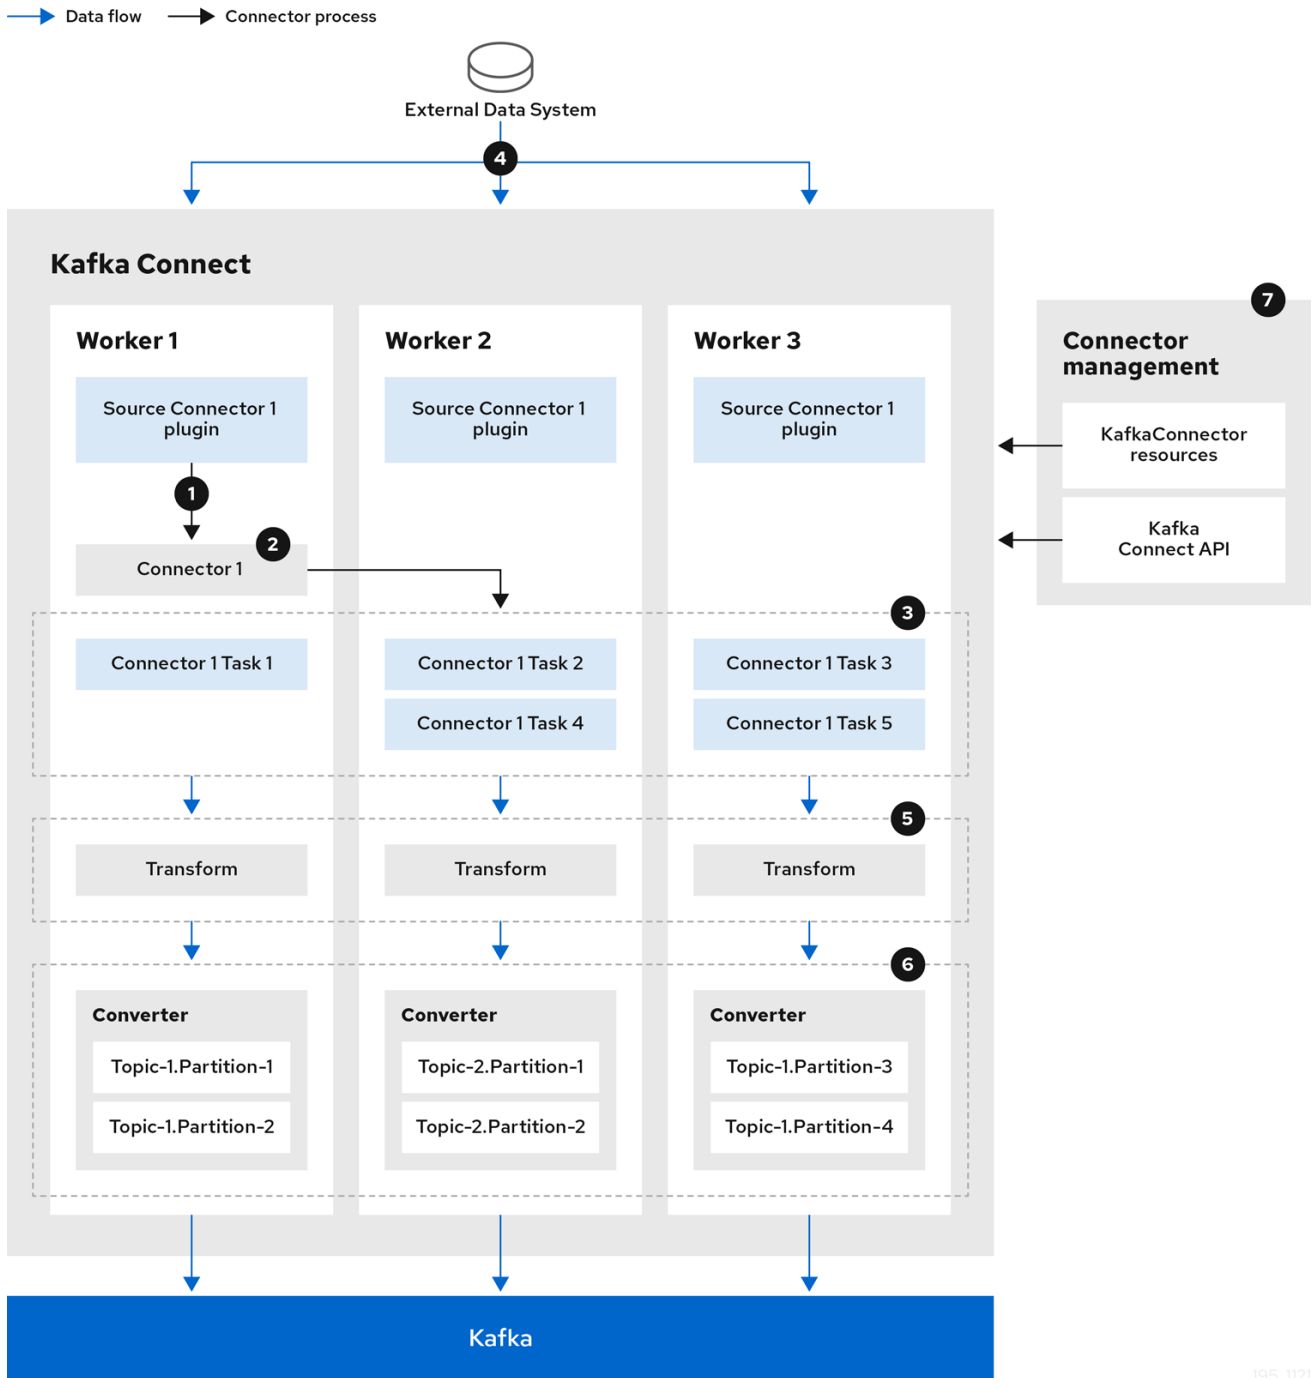 Data flow
Connector process
External Data System
4
Kafka Connect
Worker 1
Source Connector 1
plugin
1
2
Connector 1
Worker 2
Source Connector 1
plugin
Worker 3
Source Connector 1
plugin
7
Connector
management
KafkaConnector
resources
Kafka
Connect API
3
Connector 1 Task 1
Connector 1 Task 2
Connector 1 Task 4
Connector 1 Task 3
Connector 1 Task 5
5
Transform
Transform
Transform
6
Converter
Topic-1.Partition-1
Topic-1.Partition-2
Converter
Topic-2.Partition-1
Topic-2.Partition-2
Converter
Topic-1.Partition-3
Topic-1.Partition-4
Kafka
195_1121